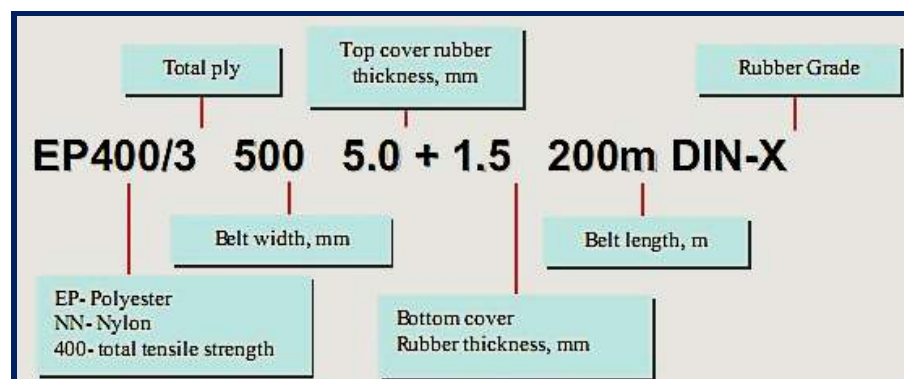 Total ply
Top cover rubber
thickness, mm
Rubber Grade
EP400/3 500 5.0 + 1.5 200m DIN-X
Belt width, mm
Belt length, m
EP- Polyester
NN- Nylon
400- total tensile strength
Bottom cover
Rubber thickness, mm